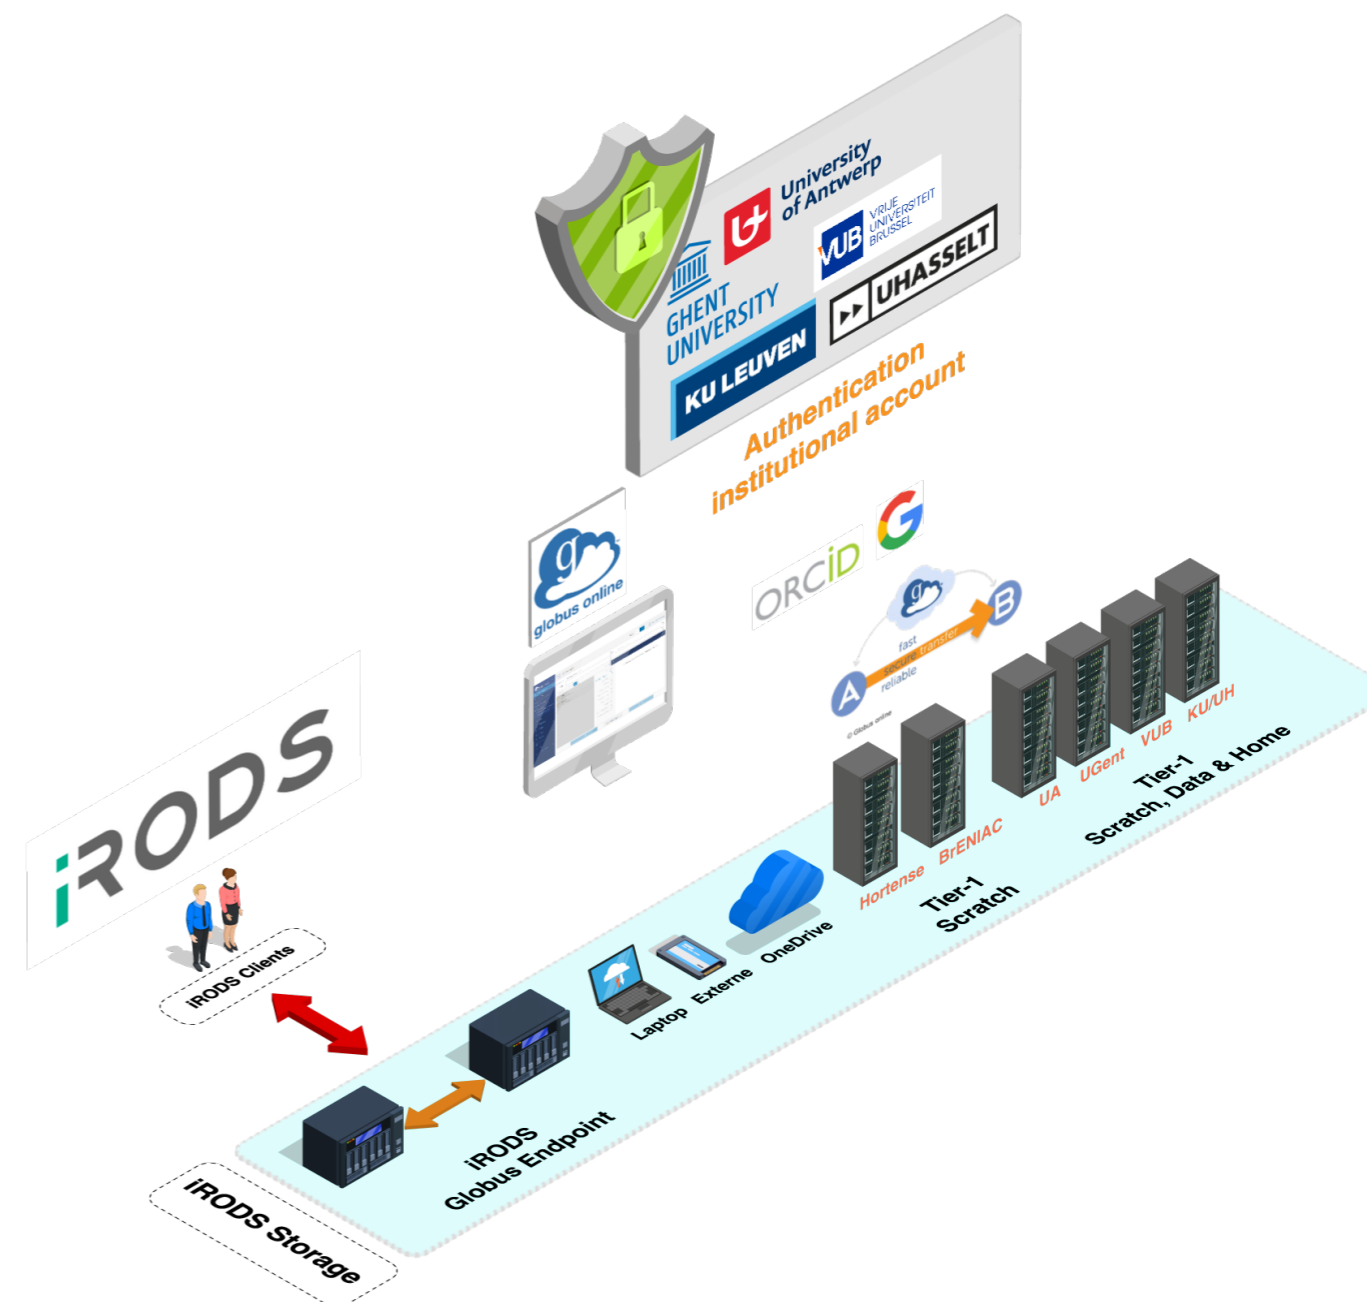 University
of Antwerp
VUB
VRIJE
UNIVERSITEIT
BRUSSEL
GHENT
UNIVERSITY
UHASSELT
KU LEUVEN
Authentication
institutional account
g
globus online
ORCiD
G
g
B
fast
secure transfer
reliable
A
© Globus online
iRODS
iRODS Clients
KU/UH
VUB
UGent
UA
Tier-1
Scratch, Data & Home
BrENIAC
Hortense
Tier-1
Scratch
OneDrive
Externe
Laptop
iRODS
Globus Endpoint
iRODS Storage